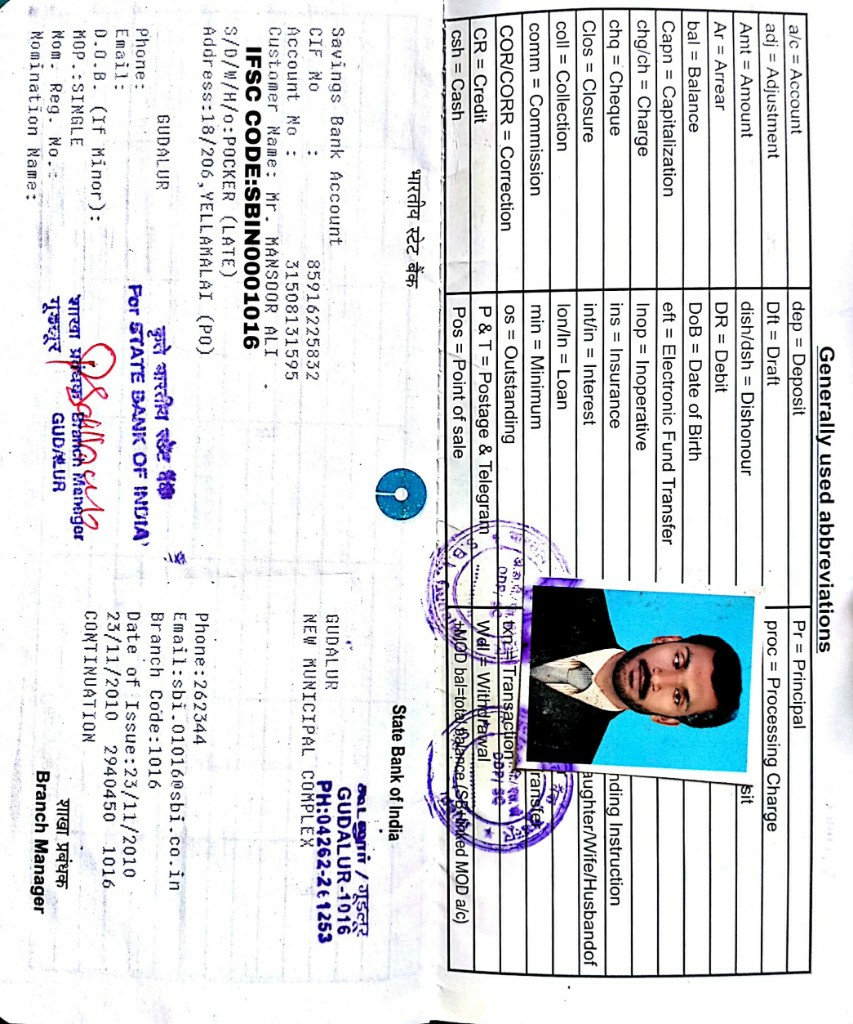 Generally used abbreviations
a/c = Account dep = Deposit Pr = Principal
adj = Adjustment Dft = Draft proc = Processing Charge
Amt = Amount dish/dsh = Dishonour sit
Ar = Arrear DR = Debit
bal = Balance DoB = Date of Birth
Capn = Capitalization eft = Electronic Fund Transfer
chg/ch = Charge Inop = Inoperative
chq = Cheque ins = Insurance nding Instruction
Clos = Closure int/in = Interest aughter/Wife/Husbandof
coll = Collection lon/ln = Loan
comm = Commission min = Minimum ransfer
COR/CORR = Correction os = Outstanding txn = Transaction
CR = Credit P & T = Postage & Telegram Wdl = Withdrawal
csh = Cash Pos = Point of sale MOD bal=total balance (SB+linked MOD a/c)
भारतीय स्टेट बैंक State Bank of India
கூடலூர் / गूडलूर
GUDALUR-1016
PH:04262-261253
Savings Bank Account GUDALUR
CIF No : 85916225832 NEW MUNICIPAL COMPLEX
Account No : 31508131595
Customer Name: Mr. MANSOOR ALI .
IFSC CODE:SBIN0001016
S/D/W/H/o:POCKER (LATE)
Address:18/206,YELLAMALAI (PO)
GUDALUR
Phone:
Email:
D.O.B. (If Minor):
MOP.:SINGLE
Nom. Reg. No.:
Nomination Name:
Phone:262344
Email:sbi.01016@sbi.co.in
Branch Code:1016
Date of Issue:23/11/2010
23/11/2010 2940450 1016
CONTINUATION
कृते भारतीय स्टेट बैंक
For STATE BANK OF INDIA
शाखा प्रबंधक Branch Manager
गूडलूर GUDALUR
शाखा प्रबंधक
Branch Manager